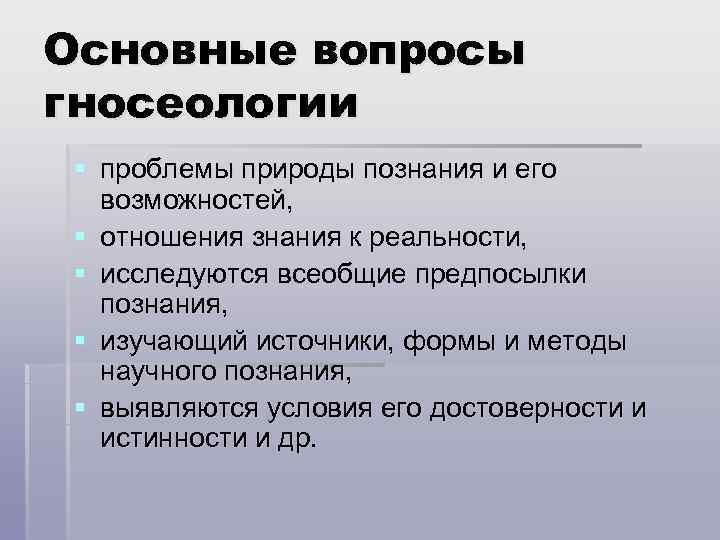 Основные вопросы
гносеологии
▪ проблемы природы познания и его
возможностей,
▪ отношения знания к реальности,
▪ исследуются всеобщие предпосылки
познания,
▪ изучающий источники, формы и методы
научного познания,
▪ выявляются условия его достоверности и
истинности и др.